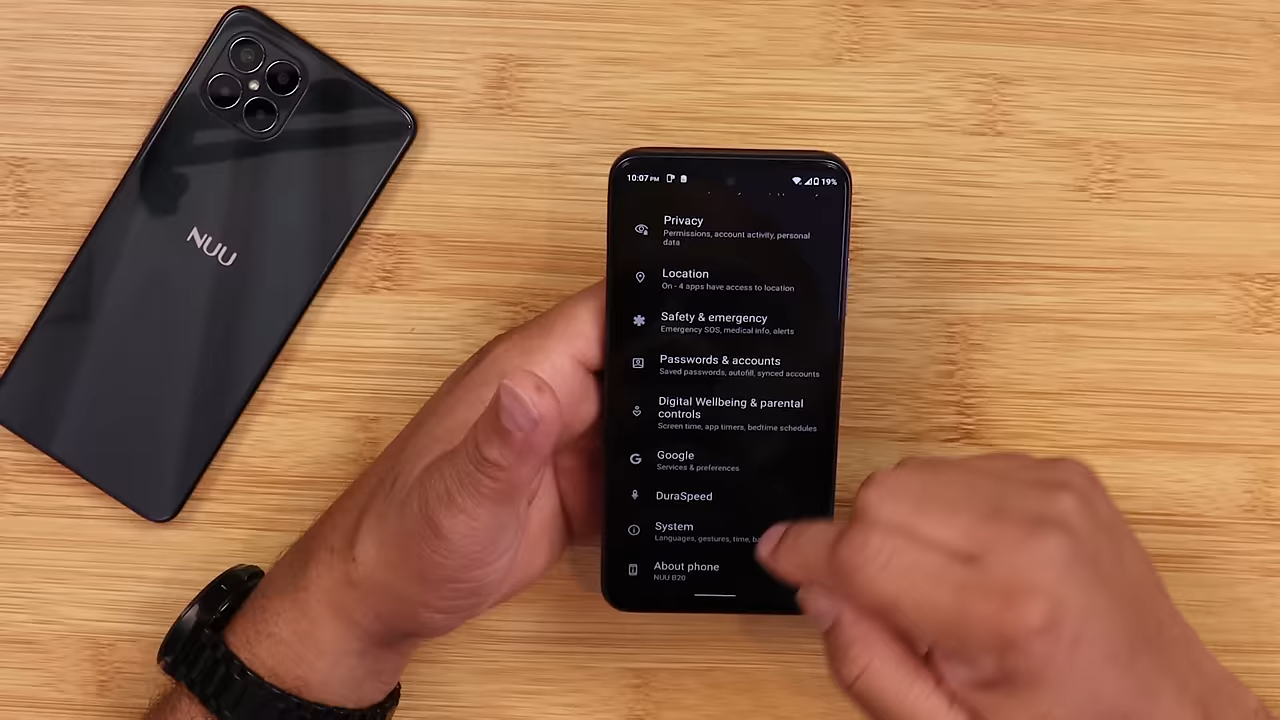 NUU
10:07 PM
19%
Privacy
Permissions, account activity, personal
data
Location
On - 4 apps have access to location
Safety & emergency
Emergency SOS, medical info, alerts
Passwords & accounts
Saved passwords, autofill, synced accounts
Digital Wellbeing & parental
controls
Screen time, app timers, bedtime schedules
Google
Services & preferences
DuraSpeed
System
Languages, gestures, time,
About phone
NUU B20